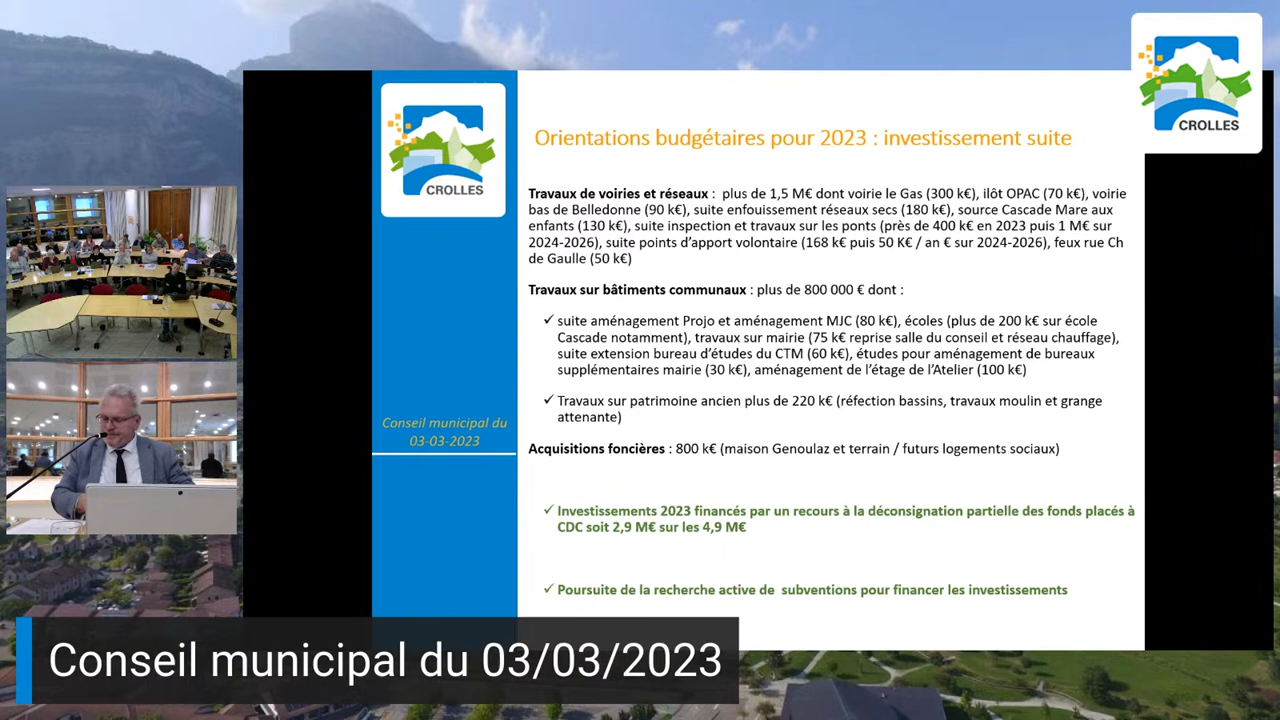 CROLLES
CROLLES
Orientations budgétaires pour 2023 : investissement suite
Travaux de voiries et réseaux : plus de 1,5 M€ dont voirie le Gas (300 k€), ilôt OPAC (70 k€), voirie
bas de Belledonne (90 k€), suite enfouissement réseaux secs (180 k€), source Cascade Mare aux
enfants (130 k€), suite inspection et travaux sur les ponts (près de 400 k€ en 2023 puis 1 M€ sur
2024-2026), suite points d'apport volontaire (168 k€ puis 50 K€ / an € sur 2024-2026), feux rue Ch
de Gaulle (50 k€)
Travaux sur bâtiments communaux : plus de 800 000 € dont :
✓ suite aménagement Projo et aménagement MJC (80 k€), écoles (plus de 200 k€ sur école
Cascade notamment), travaux sur mairie (75 k€ reprise salle du conseil et réseau chauffage),
suite extension bureau d'études du CTM (60 k€), études pour aménagement de bureaux
supplémentaires mairie (30 k€), aménagement de l'étage de l'Atelier (100 k€)
✓ Travaux sur patrimoine ancien plus de 220 k€ (réfection bassins, travaux moulin et grange
attenante)
Conseil municipal du
03-03-2023
Acquisitions foncières : 800 k€ (maison Genoulaz et terrain / futurs logements sociaux)
✓ Investissements 2023 financés par un recours à la déconsignation partielle des fonds placés à
CDC soit 2,9 M€ sur les 4,9 M€
✓ Poursuite de la recherche active de subventions pour financer les investissements
Conseil municipal du 03/03/2023